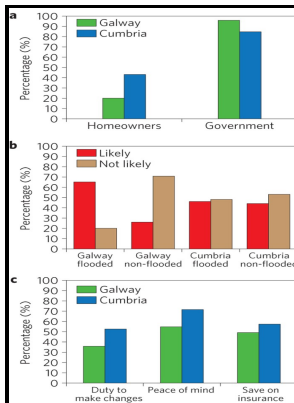 a
Percentage (%)
100
90
80
70
60
50
40
30
20
10
0
Galway
Cumbria
Homeowners Government
b
Percentage (%)
100
90
80
70
60
50
40
30
20
10
0
Likely
Not likely
Galway Galway Cumbria Cumbria
flooded non-flooded flooded non-flooded
c
Percentage (%)
100
90
80
70
60
50
40
30
20
10
0
Galway
Cumbria
Duty to Peace of mind Save on
make changes insurance